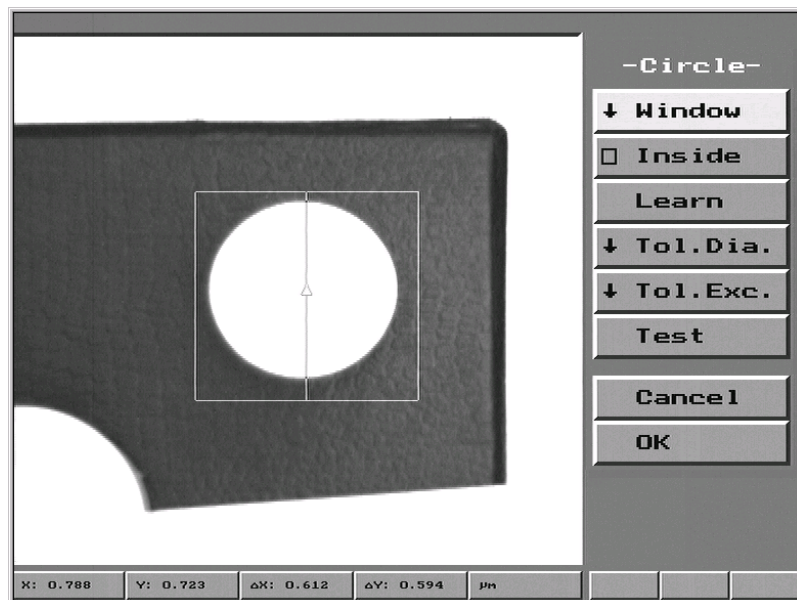 -Circle-
↓ Window
□ Inside
Learn
↓ Tol.Dia.
↓ Tol.Exc.
Test
Cancel
OK
X: 0.788 Y: 0.723 ΔX: 0.612 ΔY: 0.594 µm